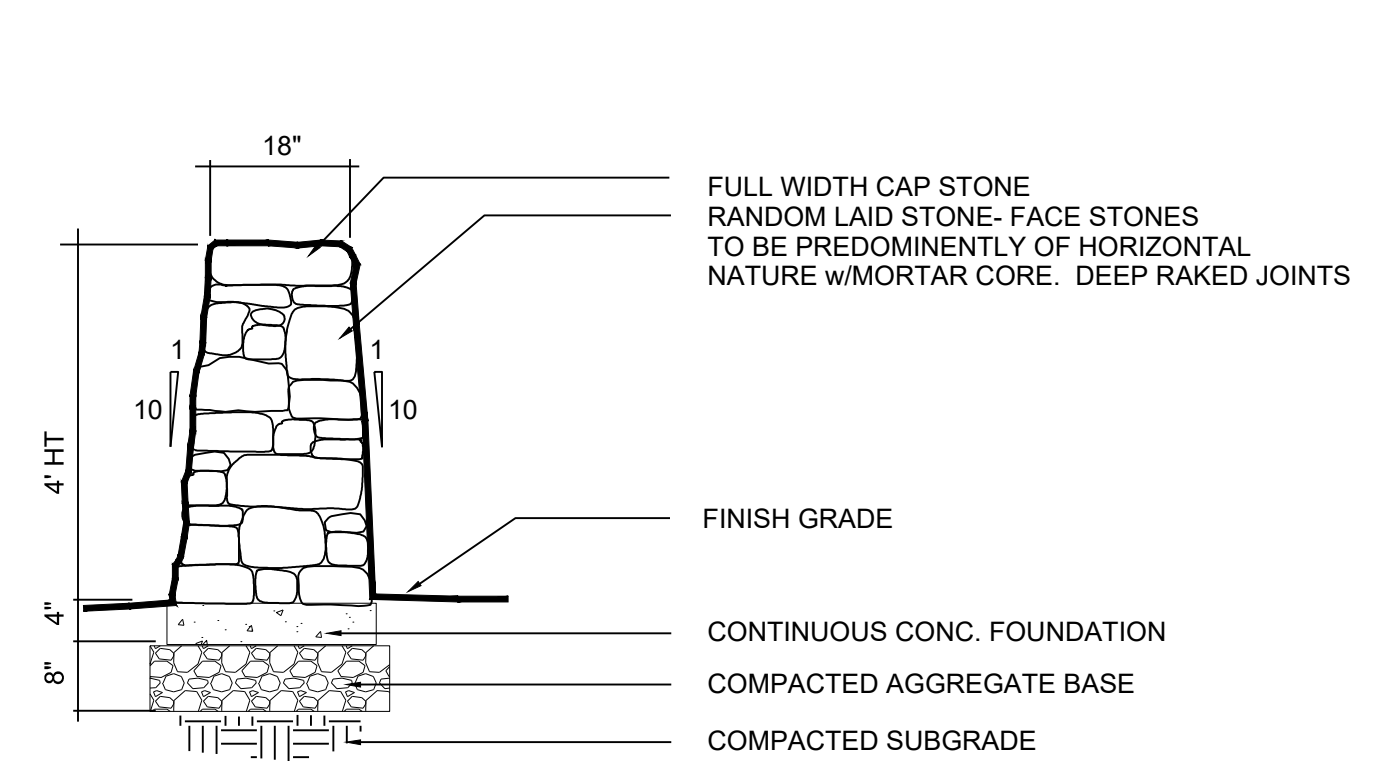 18"
FULL WIDTH CAP STONE
RANDOM LAID STONE- FACE STONES
TO BE PREDOMINENTLY OF HORIZONTAL
NATURE w/MORTAR CORE.  DEEP RAKED JOINTS
1
1
10
10
4' HT
FINISH GRADE
4"
CONTINUOUS CONC. FOUNDATION
8"
COMPACTED AGGREGATE BASE
COMPACTED SUBGRADE